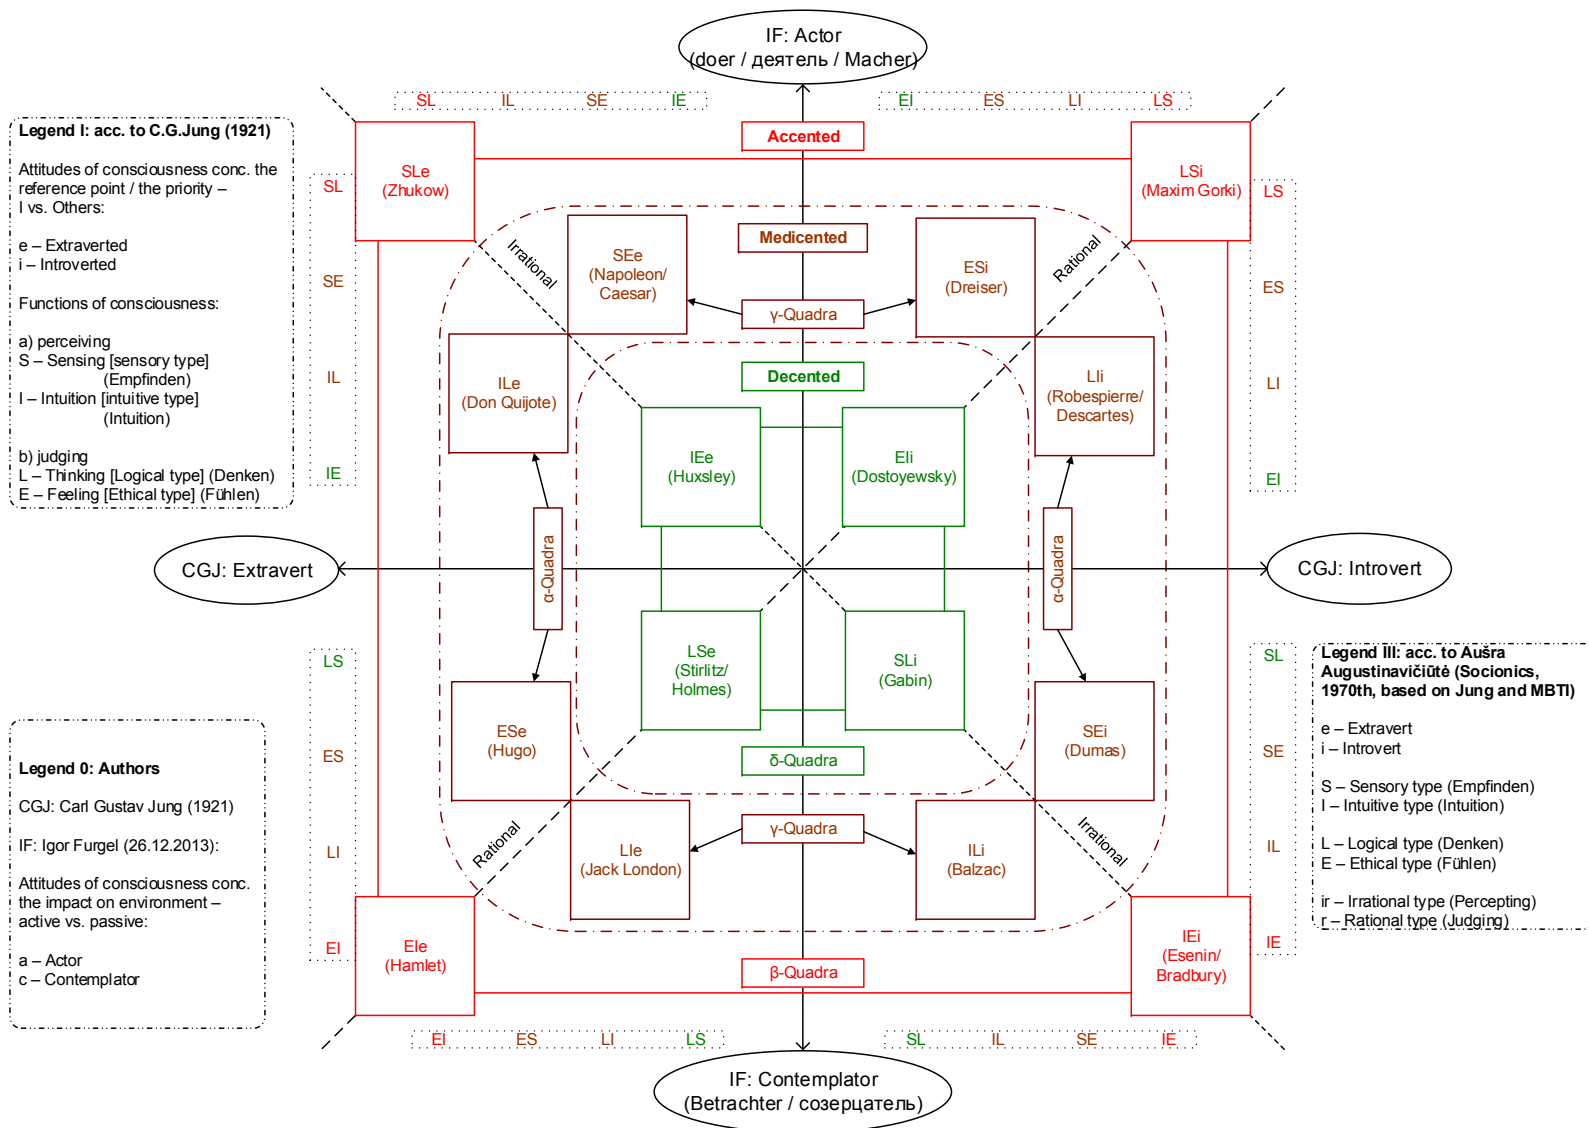 IF: Actor
(doer / деятель / Macher)
SL IL SE IE
EI ES LI LS
Legend I: acc. to C.G.Jung (1921)
Attitudes of consciousness conc. the
reference point / the priority –
I vs. Others:
e – Extraverted
i – Introverted
Functions of consciousness:
a) perceiving
S – Sensing [sensory type]
(Empfinden)
I – Intuition [intuitive type]
(Intuition)
b) judging
L – Thinking [Logical type] (Denken)
E – Feeling [Ethical type] (Fühlen)
SL
SE
IL
IE
SLe
(Zhukow)
Accented
LSi
(Maxim Gorki)
LS
ES
LI
EI
Irrational
SEe
(Napoleon/
Caesar)
Medicented
ESi
(Dreiser)
Rational
γ-Quadra
ILe
(Don Quijote)
Decented
LIi
(Robespierre/
Descartes)
IEe
(Huxsley)
EIi
(Dostoyewsky)
CGJ: Extravert
α-Quadra
α-Quadra
CGJ: Introvert
LS
ES
LI
EI
LSe
(Stirlitz/
Holmes)
SLi
(Gabin)
SL
SE
IL
IE
Legend III: acc. to Aušra
Augustinavičiūtė (Socionics,
1970th, based on Jung and MBTI)
e – Extravert
i – Introvert
S – Sensory type (Empfinden)
I – Intuitive type (Intuition)
L – Logical type (Denken)
E – Ethical type (Fühlen)
ir – Irrational type (Percepting)
r – Rational type (Judging)
ESe
(Hugo)
δ-Quadra
SEi
(Dumas)
Legend 0: Authors
CGJ: Carl Gustav Jung (1921)
IF: Igor Furgel (26.12.2013):
Attitudes of consciousness conc.
the impact on environment –
active vs. passive:
a – Actor
c – Contemplator
Rational
LIe
(Jack London)
γ-Quadra
ILi
(Balzac)
Irrational
EIe
(Hamlet)
β-Quadra
IEi
(Esenin/
Bradbury)
EI ES LI LS
SL IL SE IE
IF: Contemplator
(Betrachter / созерцатель)